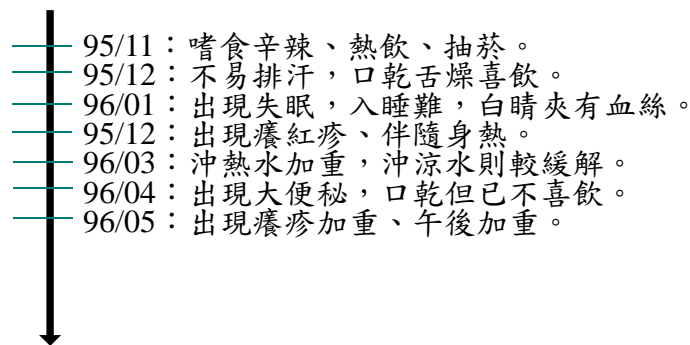 95/11：嗜食辛辣、熱飲、抽菸。
95/12：不易排汗，口乾舌燥喜飲。
96/01：出現失眠，入睡難，白睛夾有血絲。
95/12：出現癢紅疹、伴隨身熱。
96/03：沖熱水加重，沖涼水則較緩解。
96/04：出現大便秘，口乾但已不喜飲。
96/05：出現癢疹加重、午後加重。